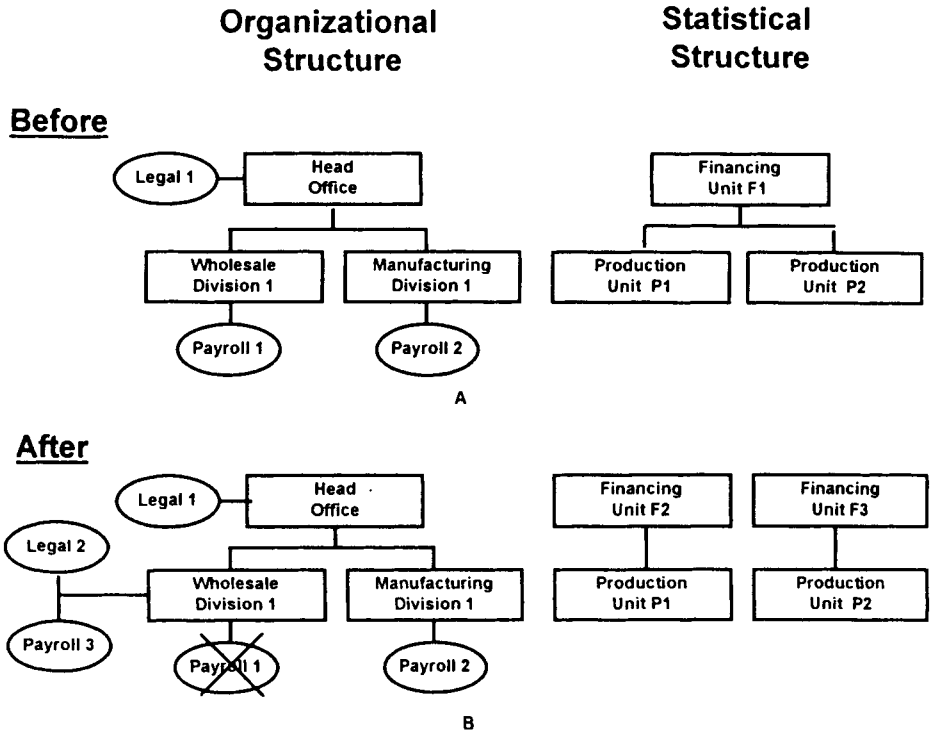 Organizational
Structure
Statistical
Structure
Before
Legal 1
Head
Office
Financing
Unit F1
Wholesale
Division 1
Manufacturing
Division 1
Production
Unit P1
Production
Unit P2
Payroll 1
Payroll 2
A
After
Legal 1
Head
Office
Financing
Unit F2
Financing
Unit F3
Legal 2
Wholesale
Division 1
Manufacturing
Division 1
Production
Unit P1
Production
Unit P2
Payroll 3
Payroll 1
Payroll 2
B